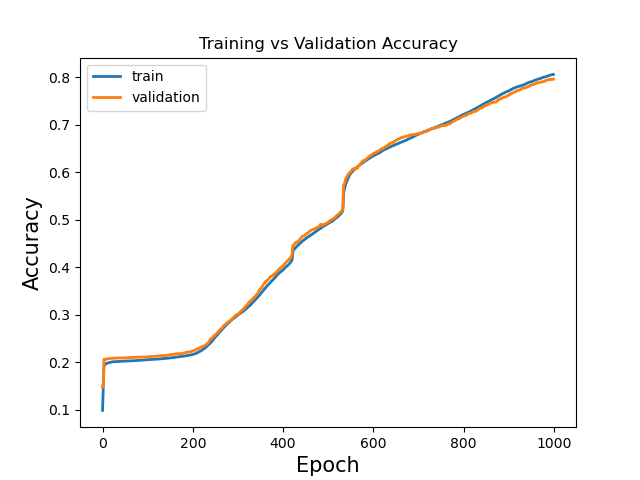 Training vs Validation Accuracy
train
validation
0.8
0.7
0.6
0.5
0.4
0.3
0.2
0.1
Accuracy
0 200 400 600 800 1000
Epoch